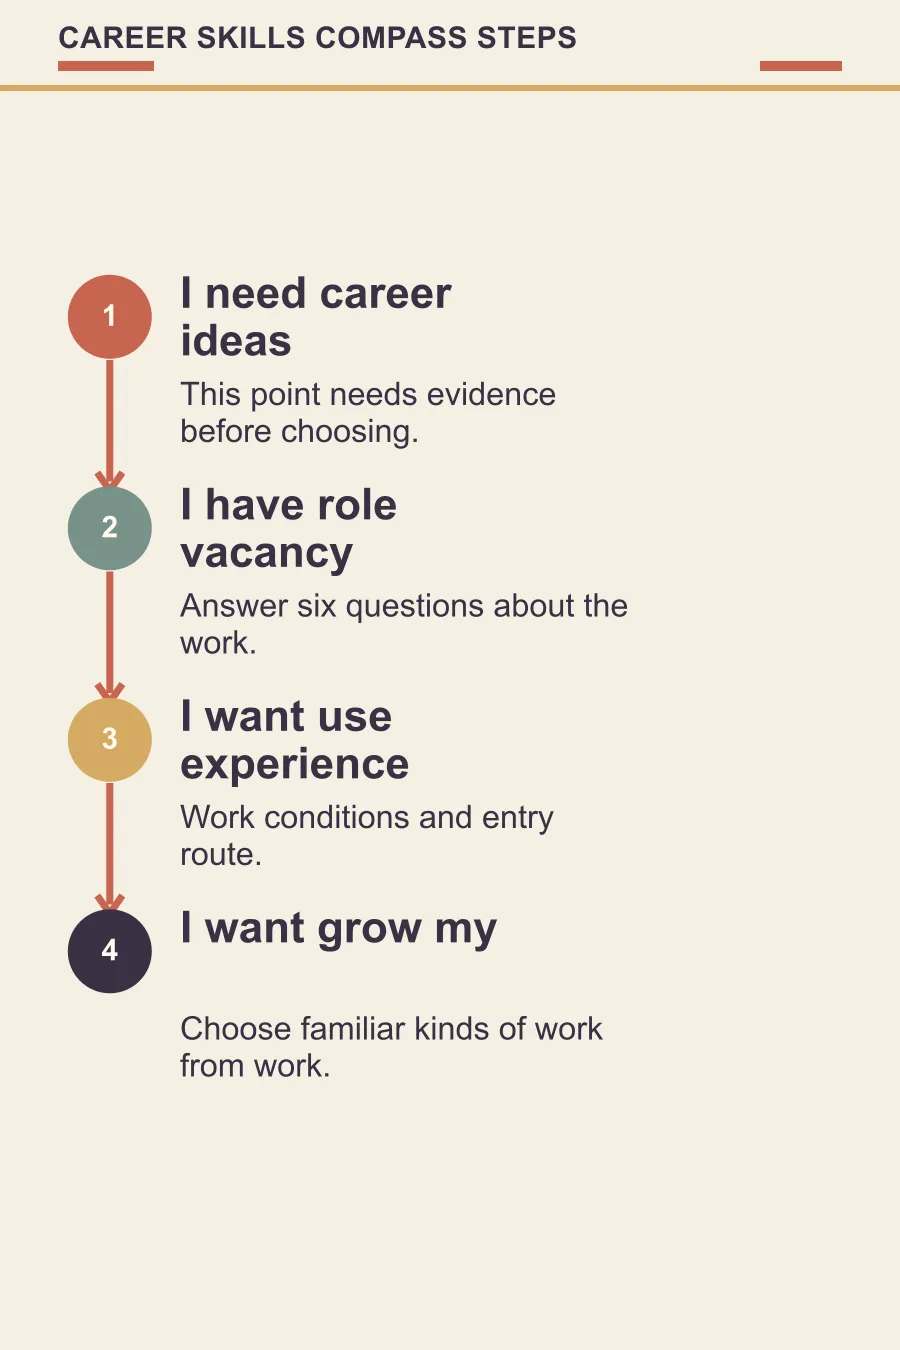 CAREER SKILLS COMPASS STEPS
1
I need career
ideas
This point needs evidence
before choosing.
2
I have role
vacancy
Answer six questions about the
work.
3
I want use
experience
Work conditions and entry
route.
4
I want grow my
Choose familiar kinds of work
from work.